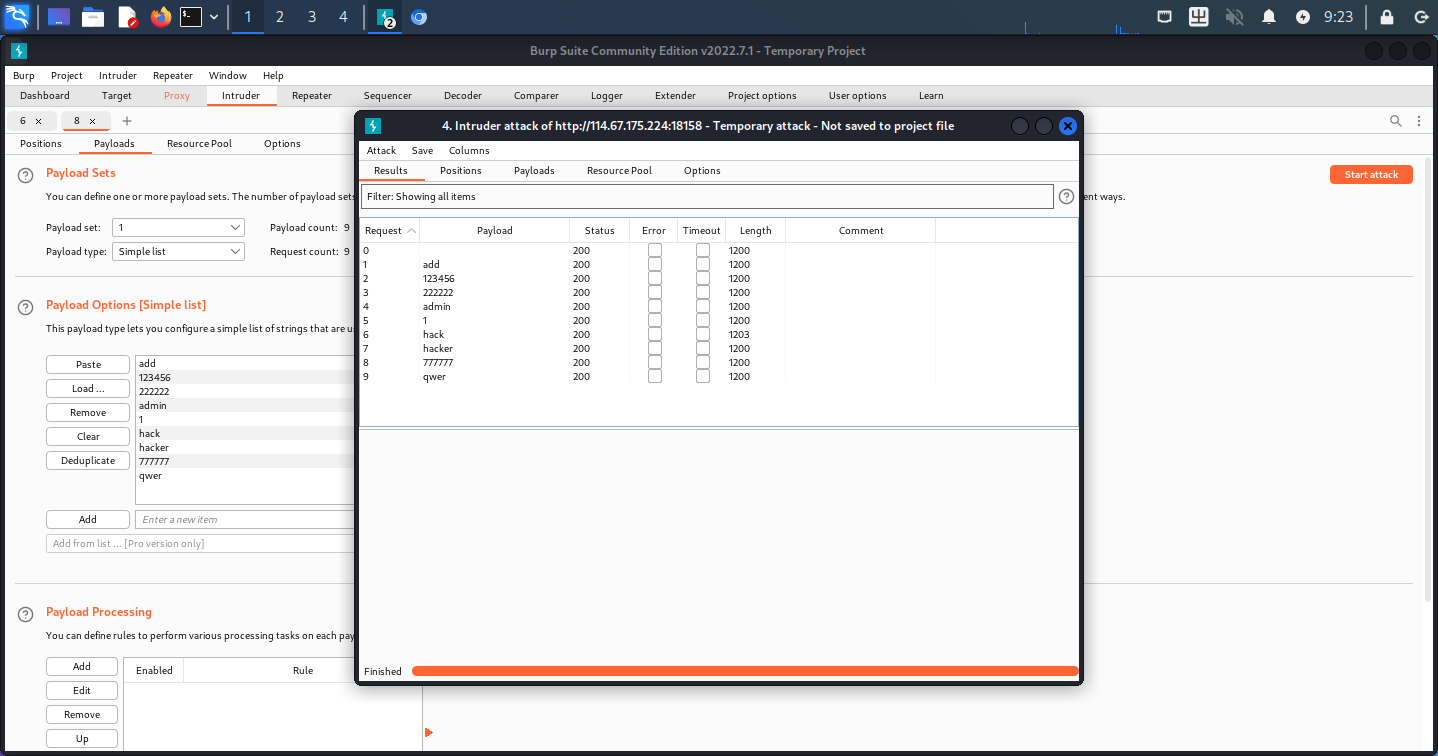 1 2 3 4 2 9:23
Burp Suite Community Edition v2022.7.1 - Temporary Project
Burp Project Intruder Repeater Window Help
Dashboard Target Proxy Intruder Repeater Sequencer Decoder Comparer Logger Extender Project options User options Learn
6 × 8 × +
Positions Payloads Resource Pool Options
? Payload Sets
Start attack
You can define one or more payload sets. The number of payload sets
ent ways.
Payload set: 1 Payload count: 9
Payload type: Simple list Request count: 9
? Payload Options [Simple list]
This payload type lets you configure a simple list of strings that are u
Paste
Load ...
Remove
Clear
Deduplicate
add
123456
222222
admin
1
hack
hacker
777777
qwer
Add Enter a new item
Add from list ... [Pro version only]
? Payload Processing
You can define rules to perform various processing tasks on each pay
Add
Edit
Remove
Up
Enabled Rule
4. Intruder attack of http://114.67.175.224:18158 - Temporary attack - Not saved to project file
Attack Save Columns
Results Positions Payloads Resource Pool Options
Filter: Showing all items ?
Request Payload Status Error Timeout Length Comment
0 200 1200
1 add 200 1200
2 123456 200 1200
3 222222 200 1200
4 admin 200 1200
5 1 200 1200
6 hack 200 1203
7 hacker 200 1200
8 777777 200 1200
9 qwer 200 1200
Finished